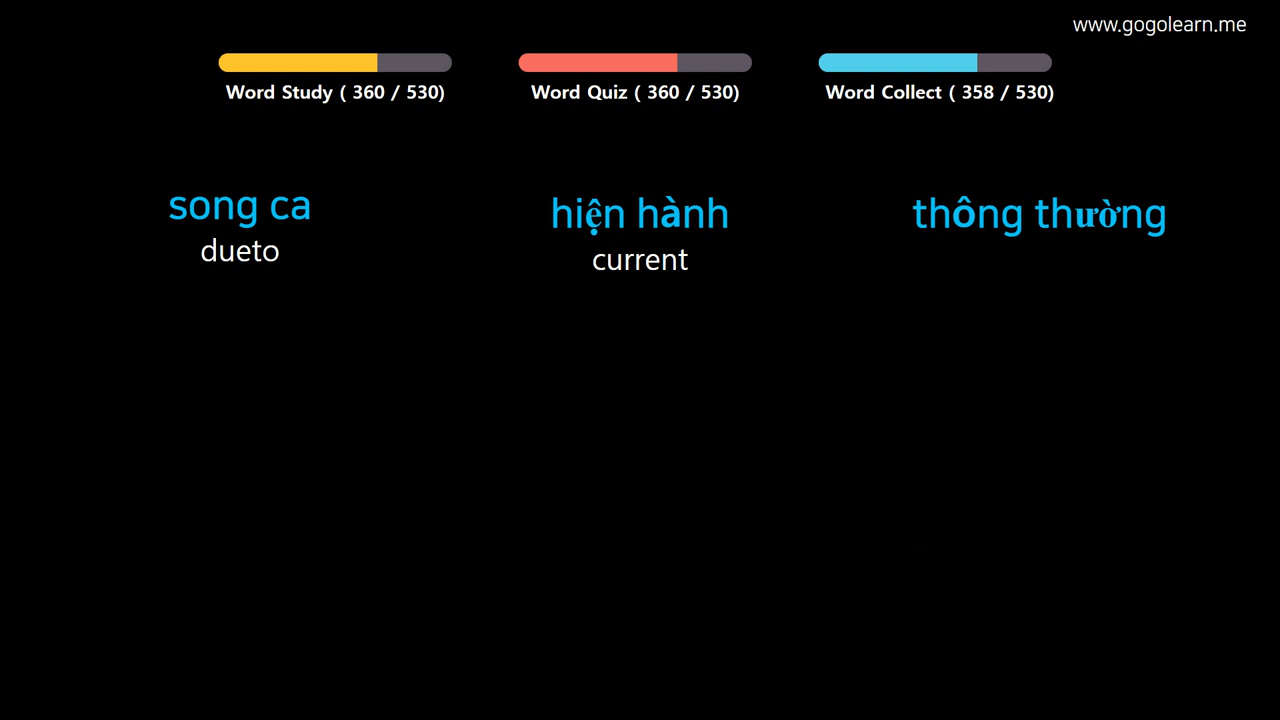 www.gogolearn.me
Word Study ( 360 / 530)
Word Quiz ( 360 / 530)
Word Collect ( 358 / 530)
song ca
dueto
hiện hành
current
thông thường